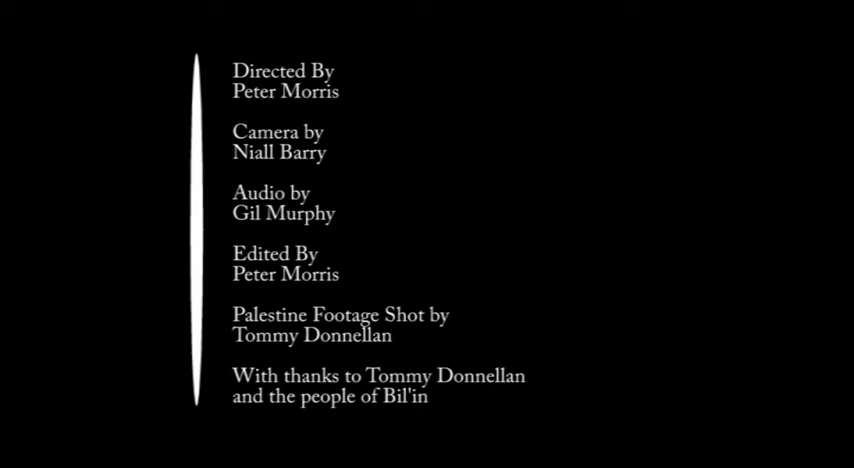 Directed By
Peter Morris
Camera by
Niall Barry
Audio by
Gil Murphy
Edited By
Peter Morris
Palestine Footage Shot by
Tommy Donnellan
With thanks to Tommy Donnellan
and the people of Bil'in